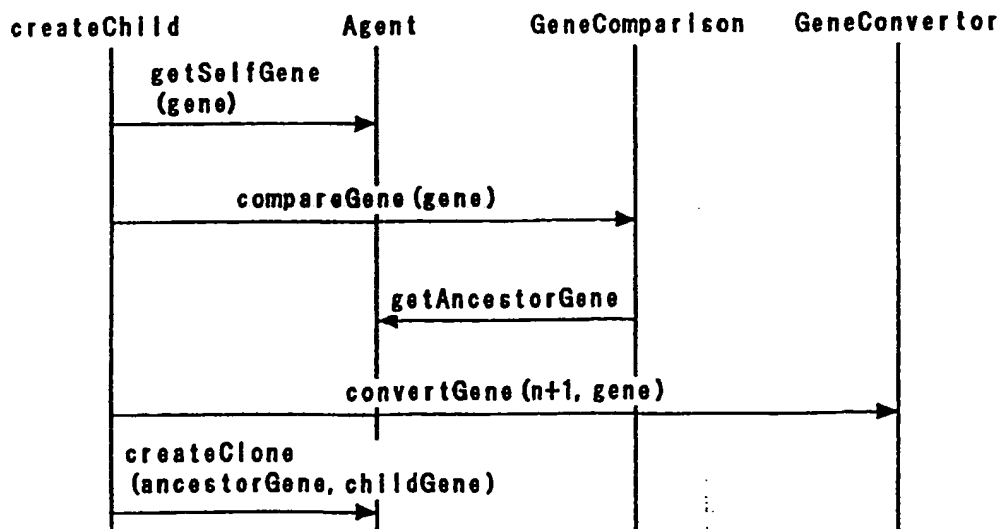 createChild Agent GeneComparison GeneConvertor
getSelfGene
(gene)
compareGene(gene)
getAncestorGene
convertGene(n+1, gene)
createClone
(ancestorGene, childGene)